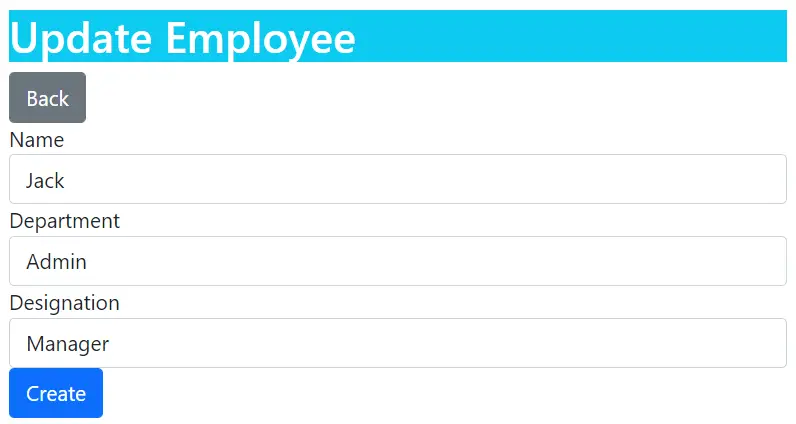 Update Employee
Back
Name
Jack
Department
Admin
Designation
Manager
Create